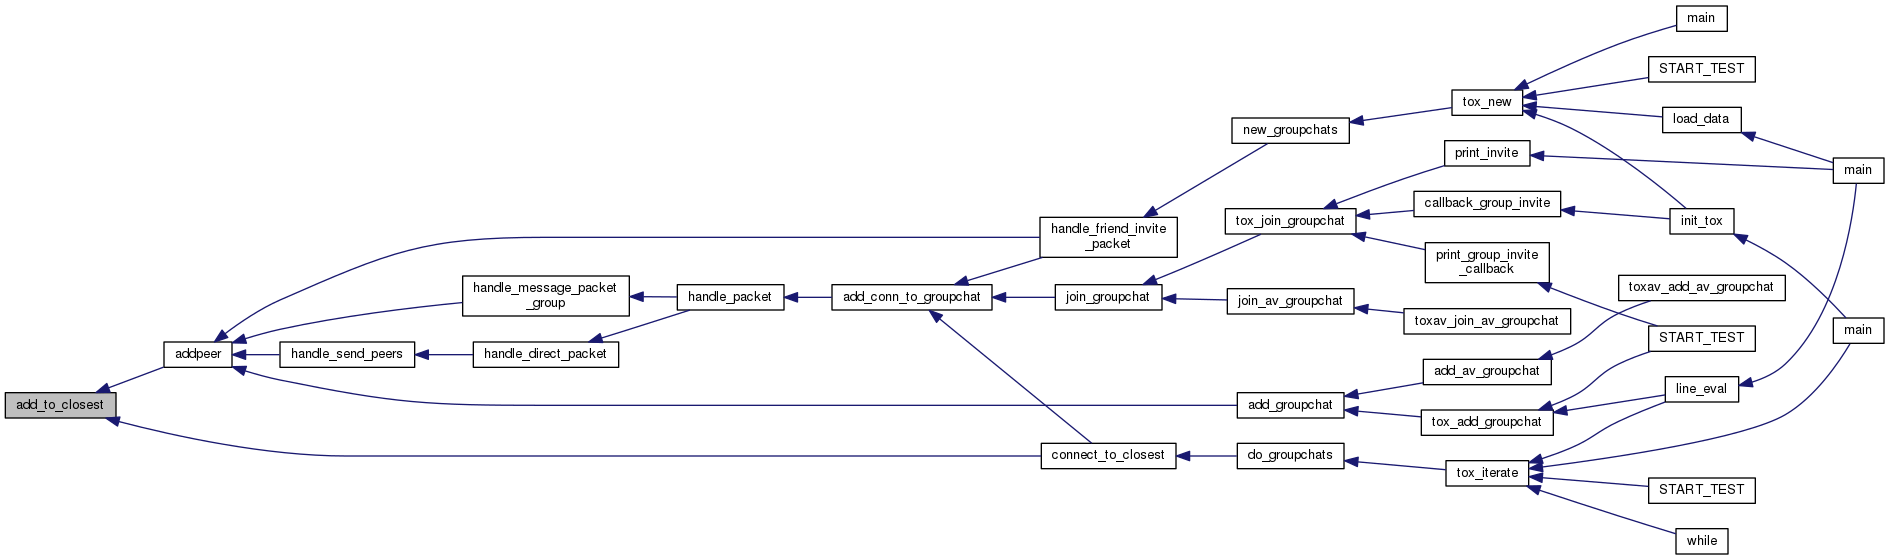 main
START_TEST
tox_new
load_data
new_groupchats
print_invite
main
callback_group_invite
tox_join_groupchat
init_tox
handle_friend_invite
_packet
print_group_invite
_callback
toxav_add_av_groupchat
handle_message_packet
_group
handle_packet
add_conn_to_groupchat
join_groupchat
join_av_groupchat
toxav_join_av_groupchat
main
START_TEST
addpeer
handle_send_peers
handle_direct_packet
add_av_groupchat
line_eval
add_to_closest
add_groupchat
tox_add_groupchat
connect_to_closest
do_groupchats
tox_iterate
START_TEST
while